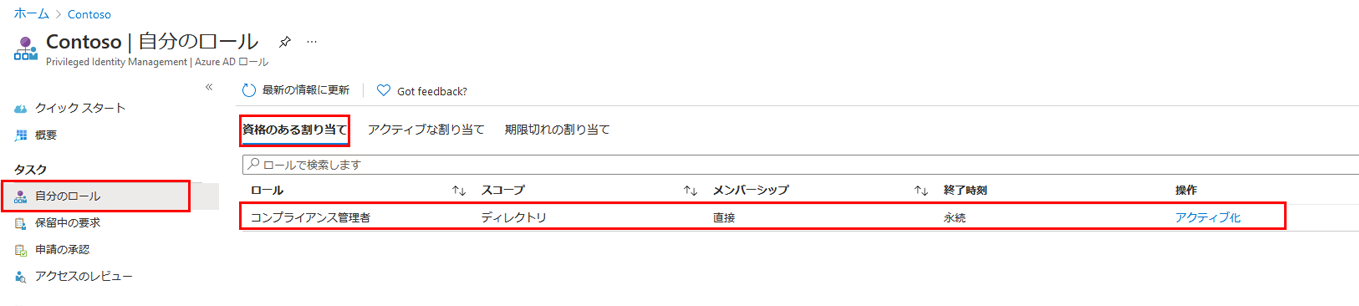 ホーム > Contoso
Contoso | 自分のロール ...
Privileged Identity Management | Azure AD ロール
«
クイック スタート
概要
タスク
自分のロール
保留中の要求
申請の承認
アクセスのレビュー
最新の情報に更新 Got feedback?
資格のある割り当て アクティブな割り当て 期限切れの割り当て
ロールで検索します
ロール スコープ メンバーシップ 終了時刻 操作
コンプライアンス管理者 ディレクトリ 直接 永続 アクティブ化